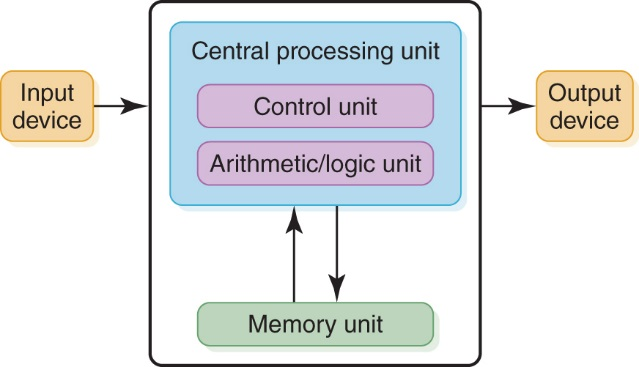 Central processing unit
Input
device
Control unit
Output
device
Arithmetic/logic unit
Memory unit